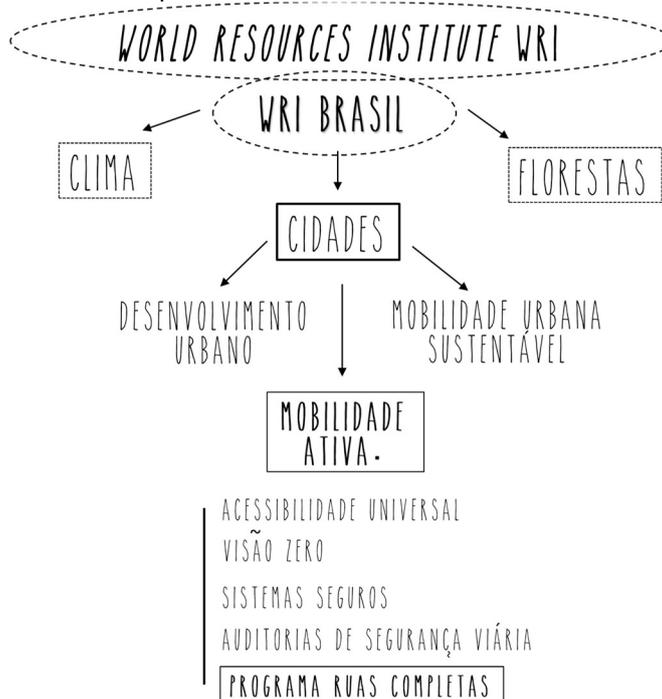 WORLD RESOURCES INSTITUTE WRI
WRI BRASIL
CLIMA
FLORESTAS
CIDADES
DESENVOLVIMENTO
URBANO
MOBILIDADE URBANA
SUSTENTÁVEL
MOBILIDADE
ATIVA.
ACESSIBILIDADE UNIVERSAL
VISÃO ZERO
SISTEMAS SEGUROS
AUDITORIAS DE SEGURANÇA VIÁRIA
PROGRAMA RUAS COMPLETAS